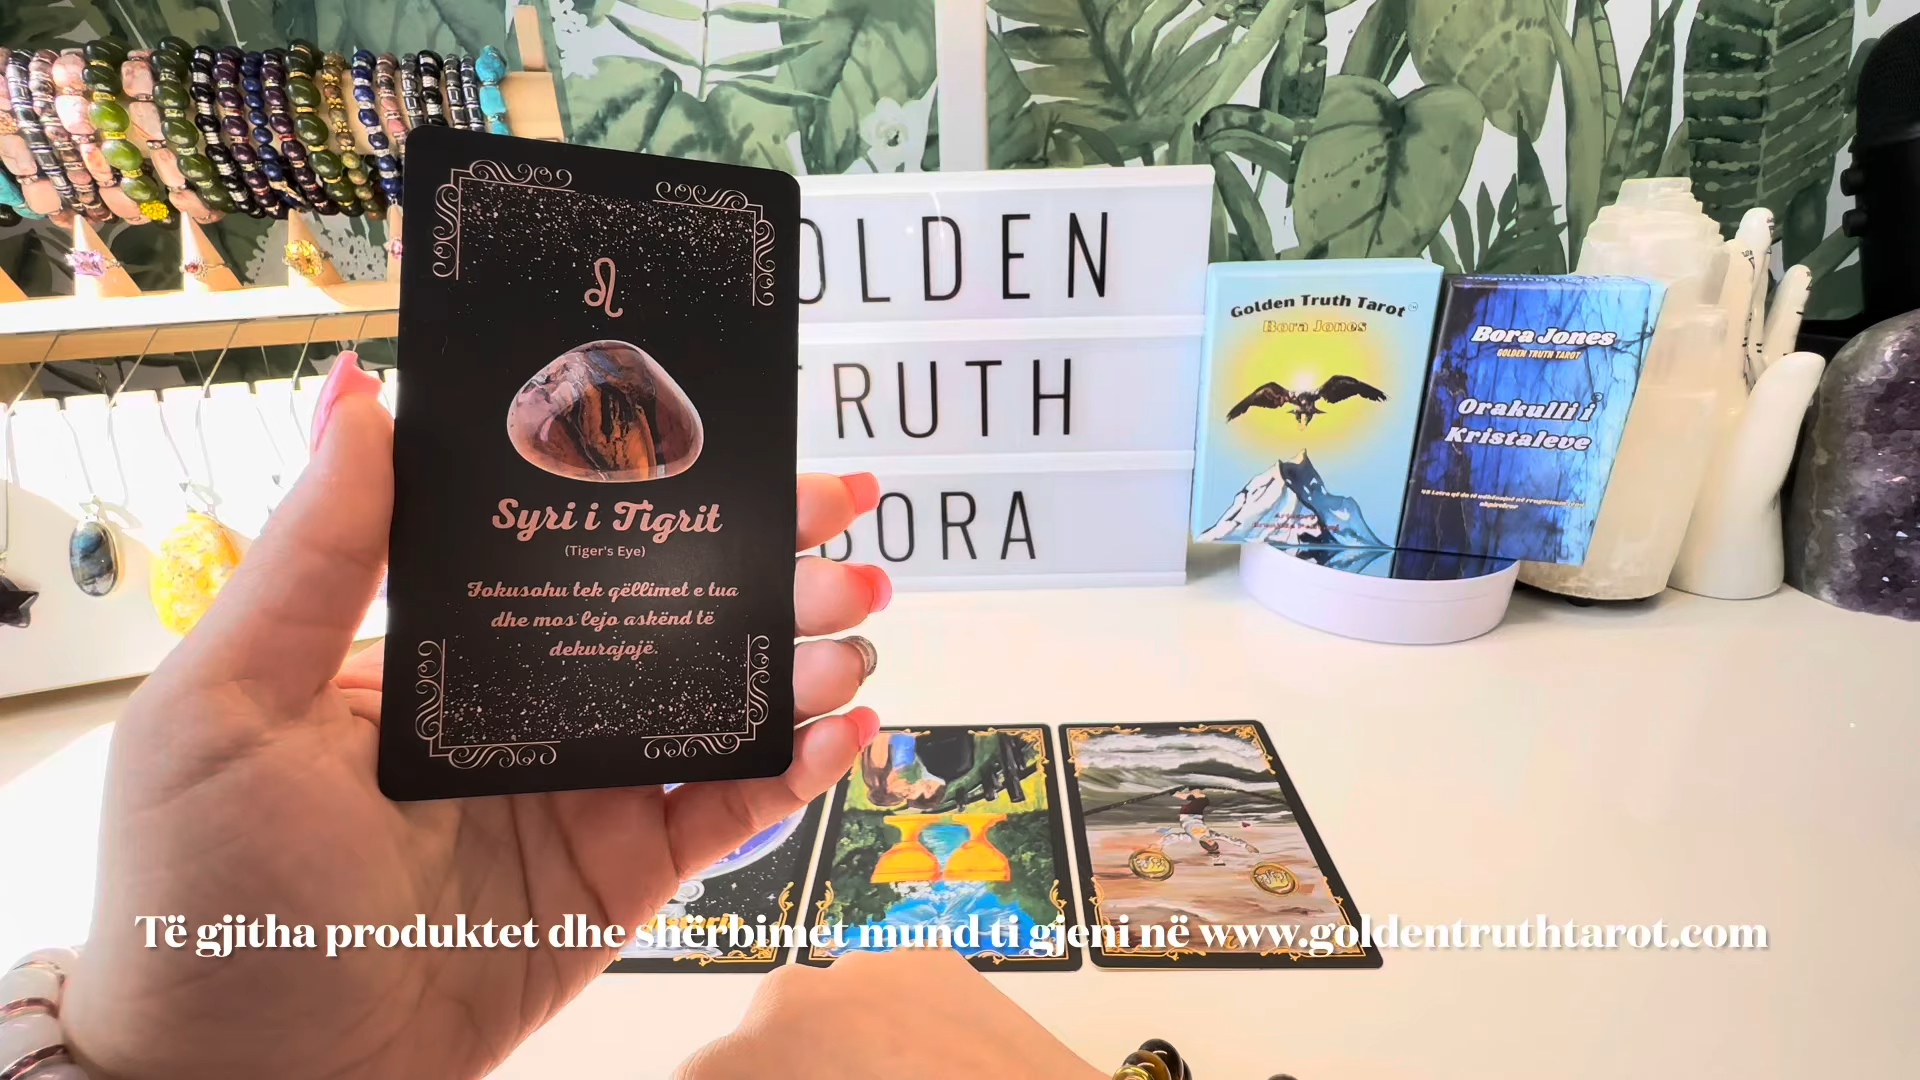 OLDEN
TRUTH
BORA
Syri i Tigrit
(Tiger's Eye)
Fokusohu tek qëllimet e tua
dhe mos lejo askënd të
dekurajojë.
Golden Truth Tarot
Bora Jones
Bora Jones
GOLDEN TRUTH TAROT
Orakulli i
Kristaleve
Të gjitha produktet dhe shërbimet mund ti gjeni në www.goldentruthtarot.com